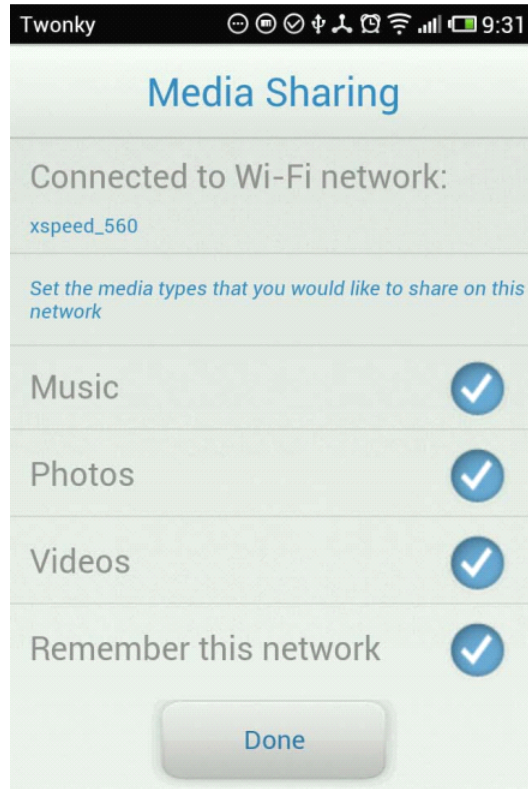 Twonky 9:31
Media Sharing
Connected to Wi-Fi network:
xspeed_560
Set the media types that you would like to share on this
network
Music
Photos
Videos
Remember this network
Done